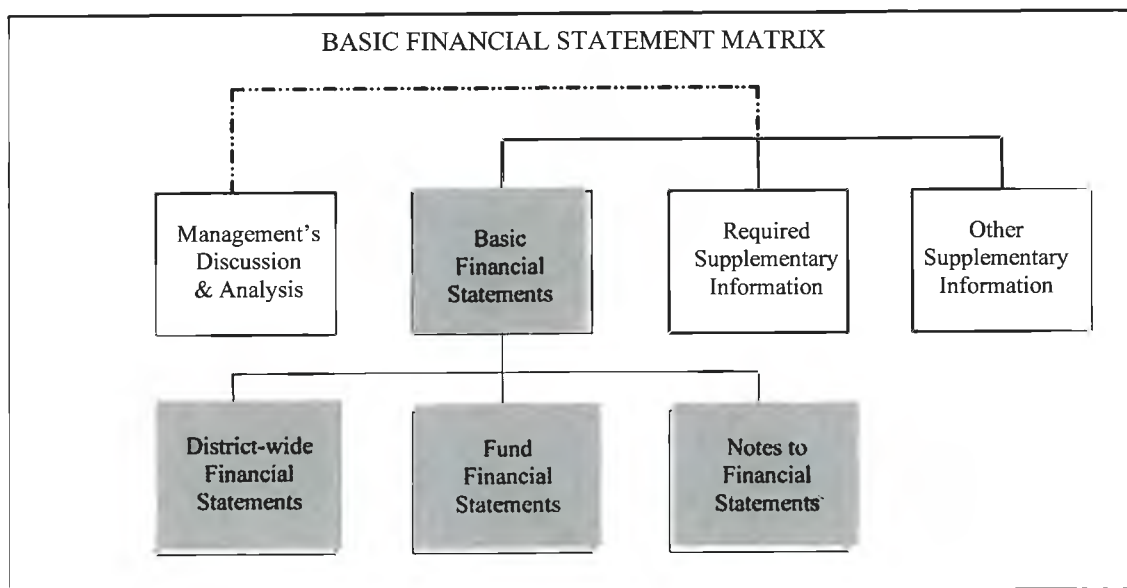 BASIC FINANCIAL STATEMENT MATRIX
Management's
Discussion
& Analysis
Basic
Financial
Statements
Required
Supplementary
Information
Other
Supplementary
Information
District-wide
Financial
Statements
Fund
Financial
Statements
Notes to
Financial
Statements